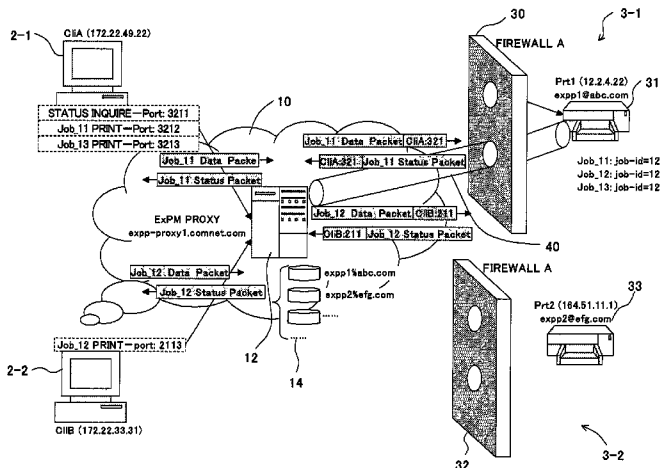 2-1
CliA (172.22.49.22)
STATUS INQUIRE-Port: 3211
Job_11 PRINT-Port: 3212
Job_13 PRINT-Port: 3213
Job_11 Data Packe
Job_11 Status Packet
10
30
FIREWALL A
3-1
Prt1 (12.2.4.22)
expp1@abc.com
31
Job_11: job-id=12
Job_12: job-id=12
Job_13: job-id=12
Job_11 Data Packet CliA:321
CliA:321 Job_11 Status Packet
ExPM PROXY
expp-proxy1.comnet.com
Job_12 Data Packet CliB:211
CliB:211 Job_12 Status Packet
40
Job_12 Data Packet
Job_12 Status Packet
expp1%abc.com
expp2%efg.com
......
12
14
Job_12 PRINT-port: 2113
2-2
CliB (172.22.33.31)
FIREWALL A
Prt2 (164.51.11.1)
expp2@efg.com
33
32
3-2